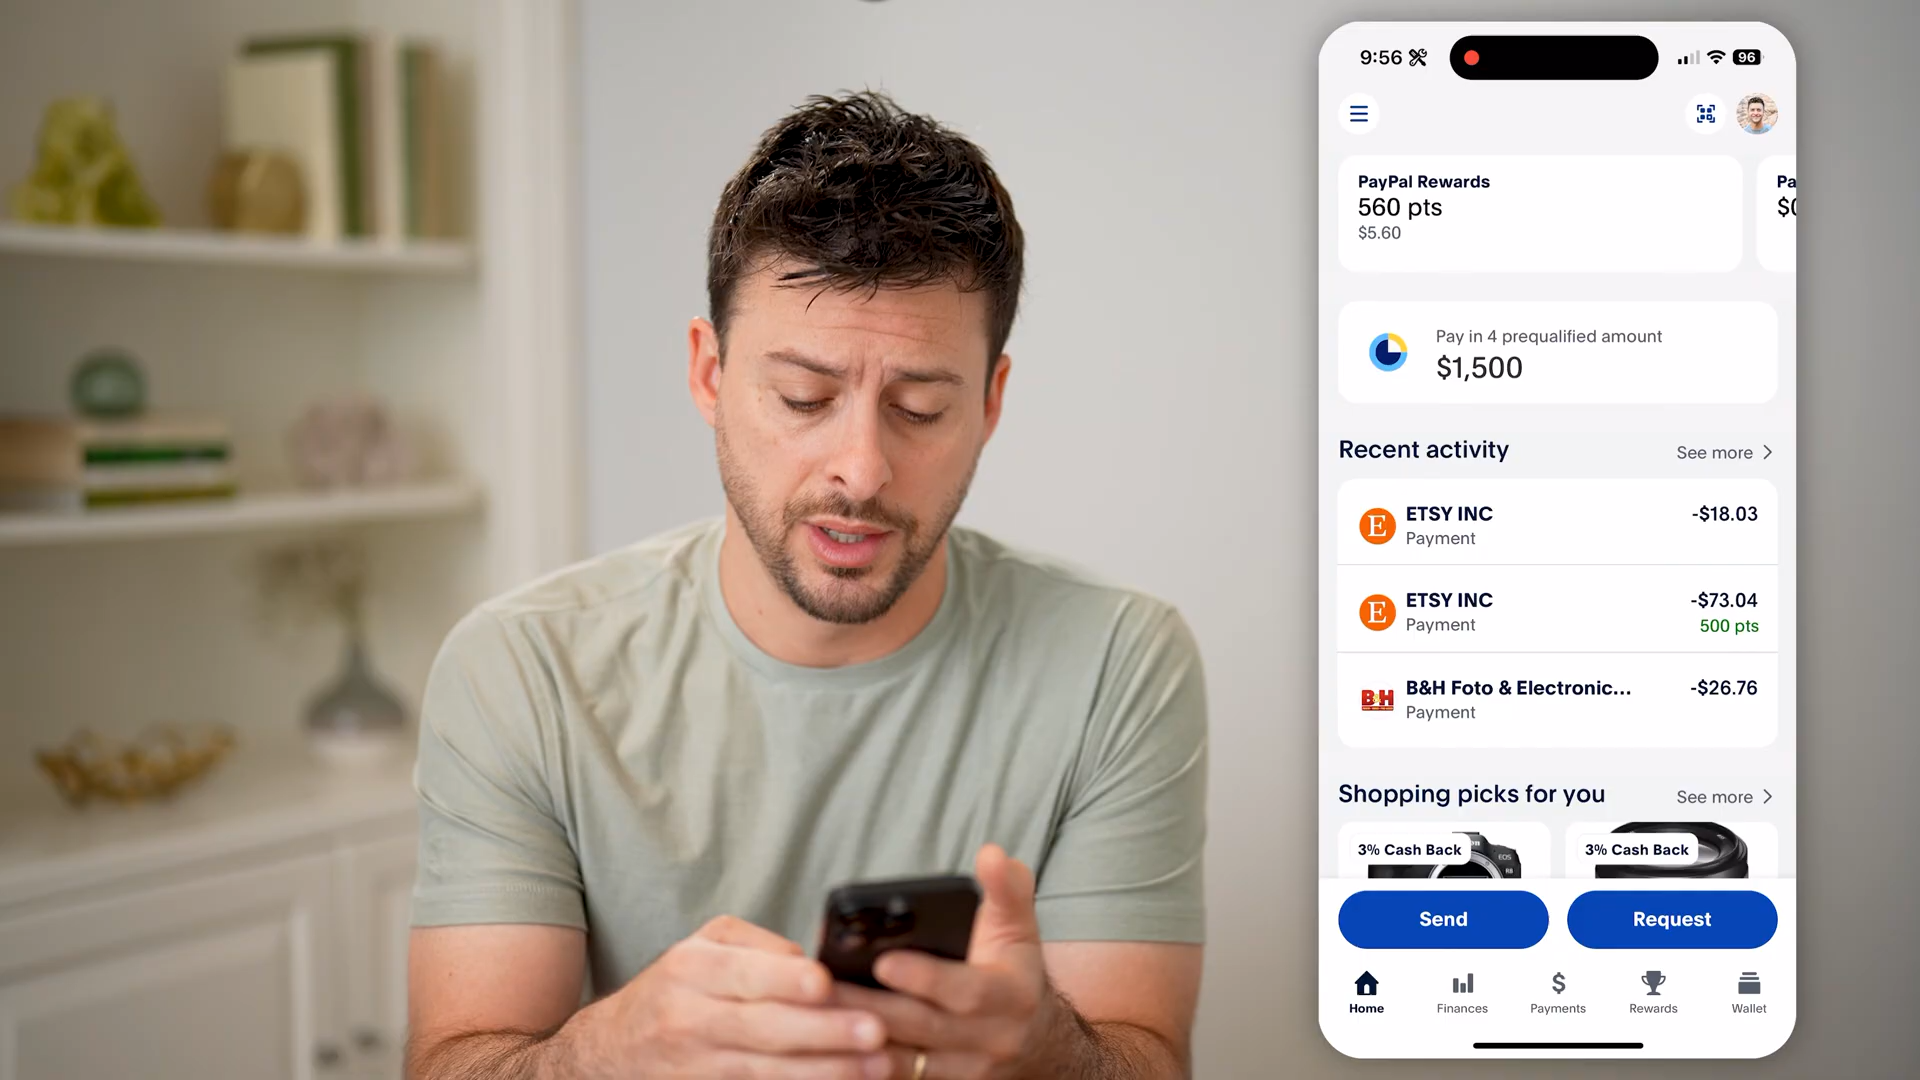 9:56
96
PayPal Rewards
560 pts
$5.60
Pa
$0
Pay in 4 prequalified amount
$1,500
Recent activity
See more
E
ETSY INC
-$18.03
Payment
E
ETSY INC
-$73.04
Payment
500 pts
B&H
B&H Foto & Electronic...
-$26.76
Payment
Shopping picks for you
See more
3% Cash Back
EOS
R8
3% Cash Back
Send
Request
Home
Finances
Payments
Rewards
Wallet